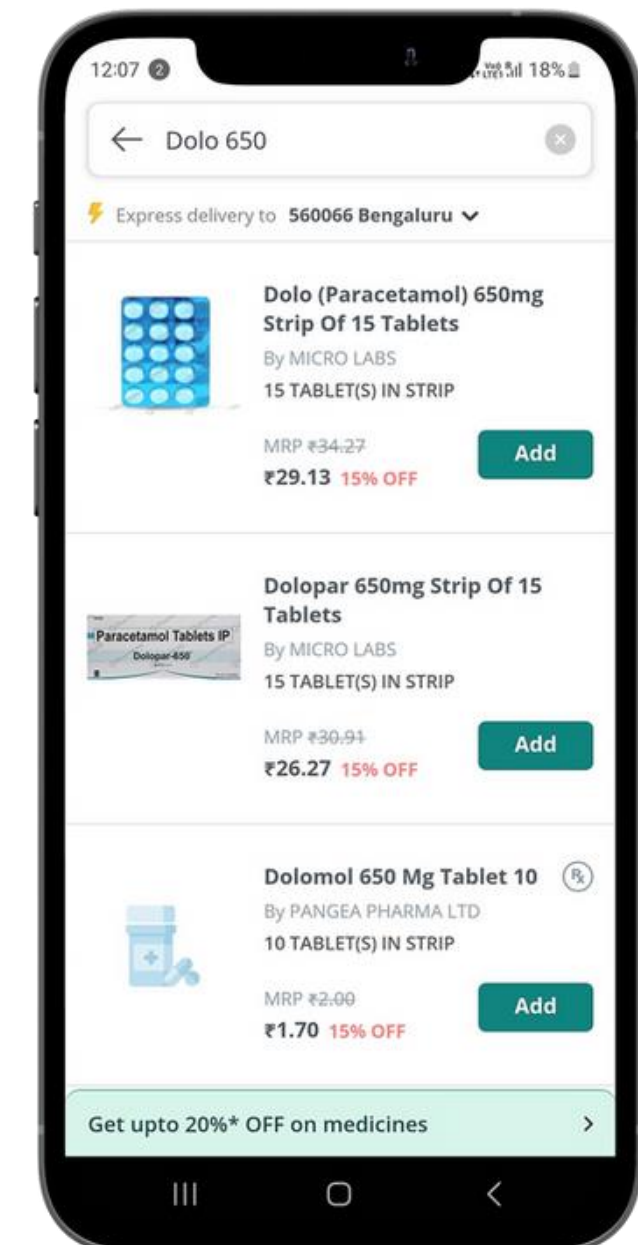 12:07 2 18%
Dolo 650
Express delivery to 560066 Bengaluru
Dolo (Paracetamol) 650mg
Strip Of 15 Tablets
By MICRO LABS
15 TABLET(S) IN STRIP
MRP ₹34.27
Add
₹29.13 15% OFF
Dolopar 650mg Strip Of 15
Tablets
Paracetamol Tablets IP
Dolopar-650
By MICRO LABS
15 TABLET(S) IN STRIP
MRP ₹30.91
Add
₹26.27 15% OFF
Dolomol 650 Mg Tablet 10 Rx
By PANGEA PHARMA LTD
10 TABLET(S) IN STRIP
MRP ₹2.00
Add
₹1.70 15% OFF
Get upto 20%* OFF on medicines